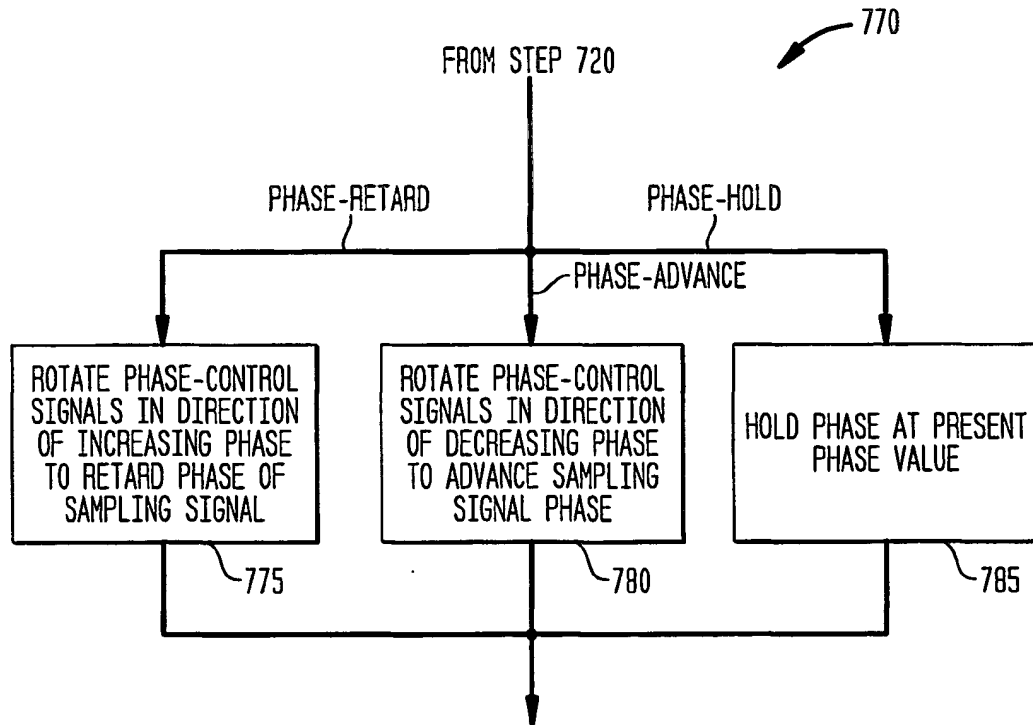 770
FROM STEP 720
PHASE-RETARD
PHASE-HOLD
PHASE-ADVANCE
ROTATE PHASE-CONTROL
SIGNALS IN DIRECTION
OF INCREASING PHASE
TO RETARD PHASE OF
SAMPLING SIGNAL
ROTATE PHASE-CONTROL
SIGNALS IN DIRECTION
OF DECREASING PHASE
TO ADVANCE SAMPLING
SIGNAL PHASE
HOLD PHASE AT PRESENT
PHASE VALUE
775
780
785